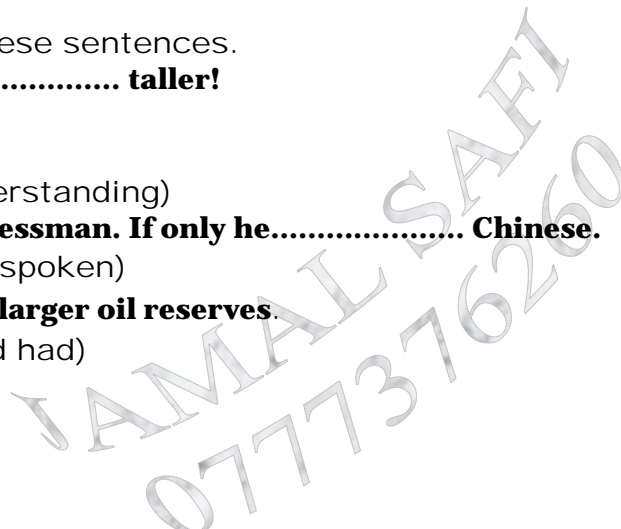 ese sentences.
.............. taller!
erstanding)
essman. If only he..................... Chinese.
spoken)
larger oil reserves.
d had)
JAMAL SAFI
0777376260